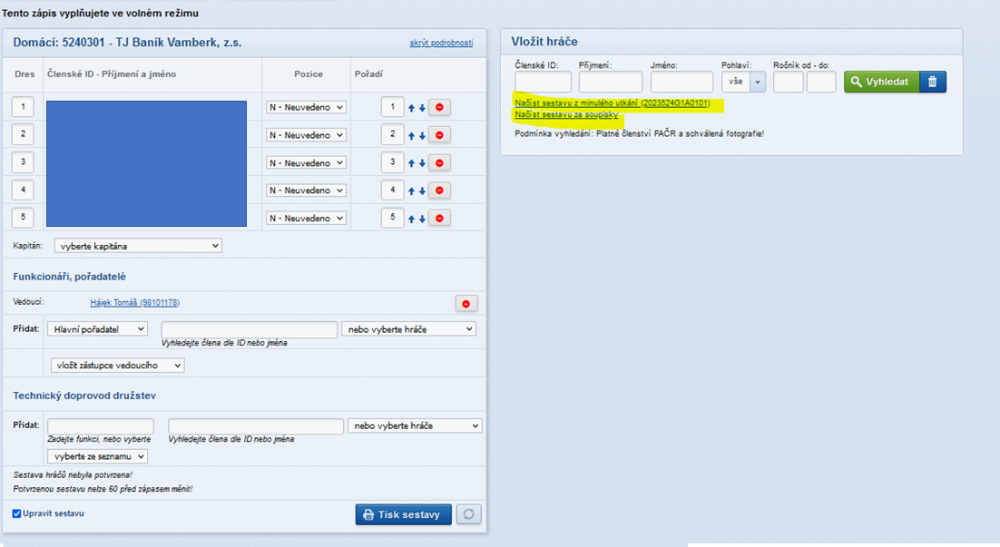 Tento zápis vyplňujete ve volném režimu
Domácí: 5240301 - TJ Baník Vamberk, z.s.
skrýt podrobnosti
Dres Členské ID - Příjmení a jméno Pozice Pořadí
1 N - Neuvedeno 1
2 N - Neuvedeno 2
3 N - Neuvedeno 3
4 N - Neuvedeno 4
5 N - Neuvedeno 5
Kapitán: vyberte kapitána
Funkcionáři, pořadatelé
Vedoucí: Hájek Tomáš (98101178)
Přidat: Hlavní pořadatel nebo vyberte hráče
Vyhledejte člena dle ID nebo jména
vložit zástupce vedoucího
Technický doprovod družstev
Přidat: nebo vyberte hráče
Zadejte funkci, nebo vyberte Vyhledejte člena dle ID nebo jména
vyberte ze seznamu
Sestava hráčů nebyla potvrzena!
Potvrzenou sestavu nelze 60 před zápasem měnit!
Upravit sestavu Tisk sestavy
Vložit hráče
Členské ID: Příjmení: Jméno: Pohlaví: Ročník od - do:
vše Vyhledat
Načíst sestavu z minulého utkání (2023524G1A0101)
Načíst sestavu ze soupisky
Podmínka vyhledání: Platné členství FAČR a schválená fotografie!